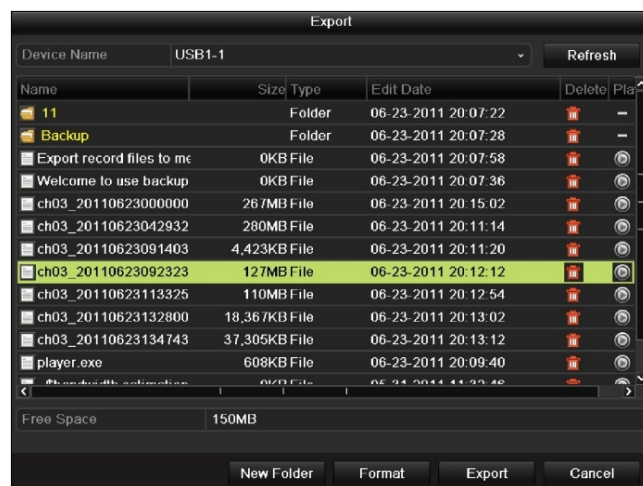 Export
Device Name USB1-1 Refresh
Name Size Type Edit Date Delete Pla
11 Folder 06-23-2011 20:07:22 –
Backup Folder 06-23-2011 20:07:28 –
Export record files to me 0KB File 06-23-2011 20:07:58
Welcome to use backup 0KB File 06-23-2011 20:07:36
ch03_20110623000000 267MB File 06-23-2011 20:15:02
ch03_20110623042932 280MB File 06-23-2011 20:11:14
ch03_20110623091403 4,423KB File 06-23-2011 20:11:20
ch03_20110623092323 127MB File 06-23-2011 20:12:12
ch03_20110623113325 110MB File 06-23-2011 20:12:54
ch03_20110623132800 18,367KB File 06-23-2011 20:13:02
ch03_20110623134743 37,305KB File 06-23-2011 20:13:12
player.exe 608KB File 06-23-2011 20:09:40
Free Space 150MB
New Folder Format Export Cancel